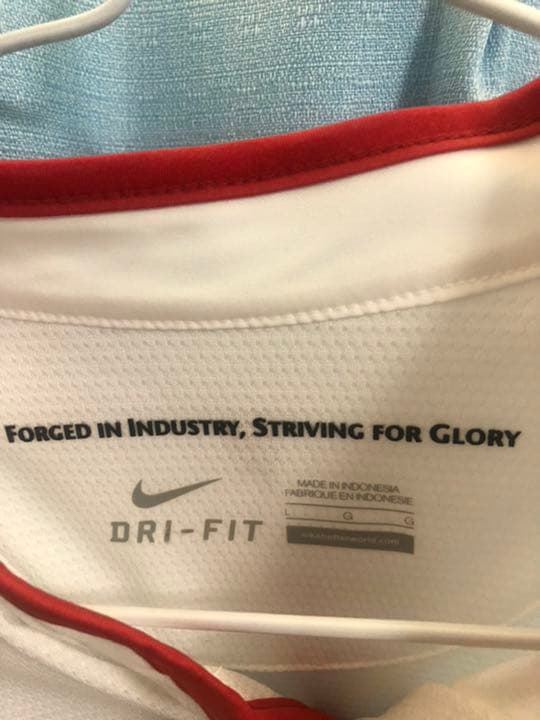 FORGED IN INDUSTRY, STRIVING FOR GLORY
DRI-FIT
MADE IN INDONESIA
FABRIQUE EN INDONESIE
L G G